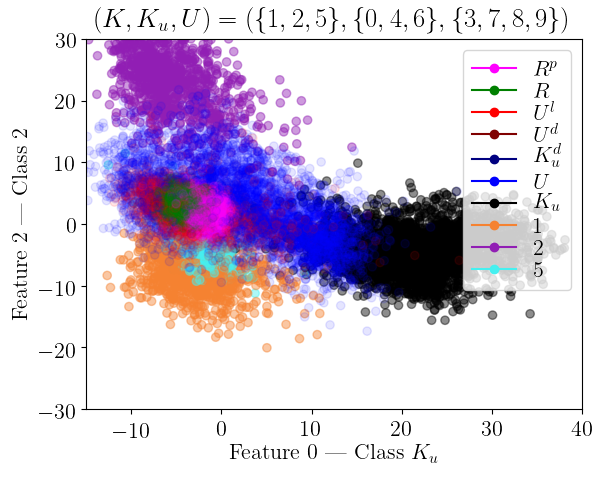 (K, K_u, U) = ({1, 2, 5}, {0, 4, 6}, {3, 7, 8, 9})
30
20
10
0
−10
−20
−30
Feature 2 — Class 2
R^p
R
U^l
U^d
K_u^d
U
K_u
1
2
5
−10
0
10
20
30
40
Feature 0 — Class K_u